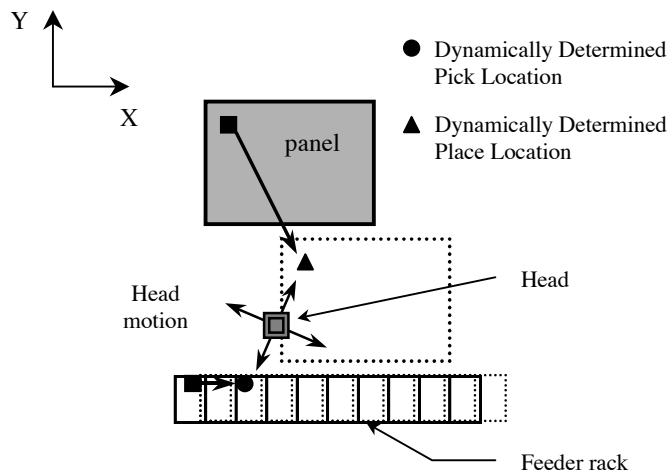 Y
X
Dynamically Determined
Pick Location
Dynamically Determined
Place Location
panel
Head
motion
Head
Feeder rack